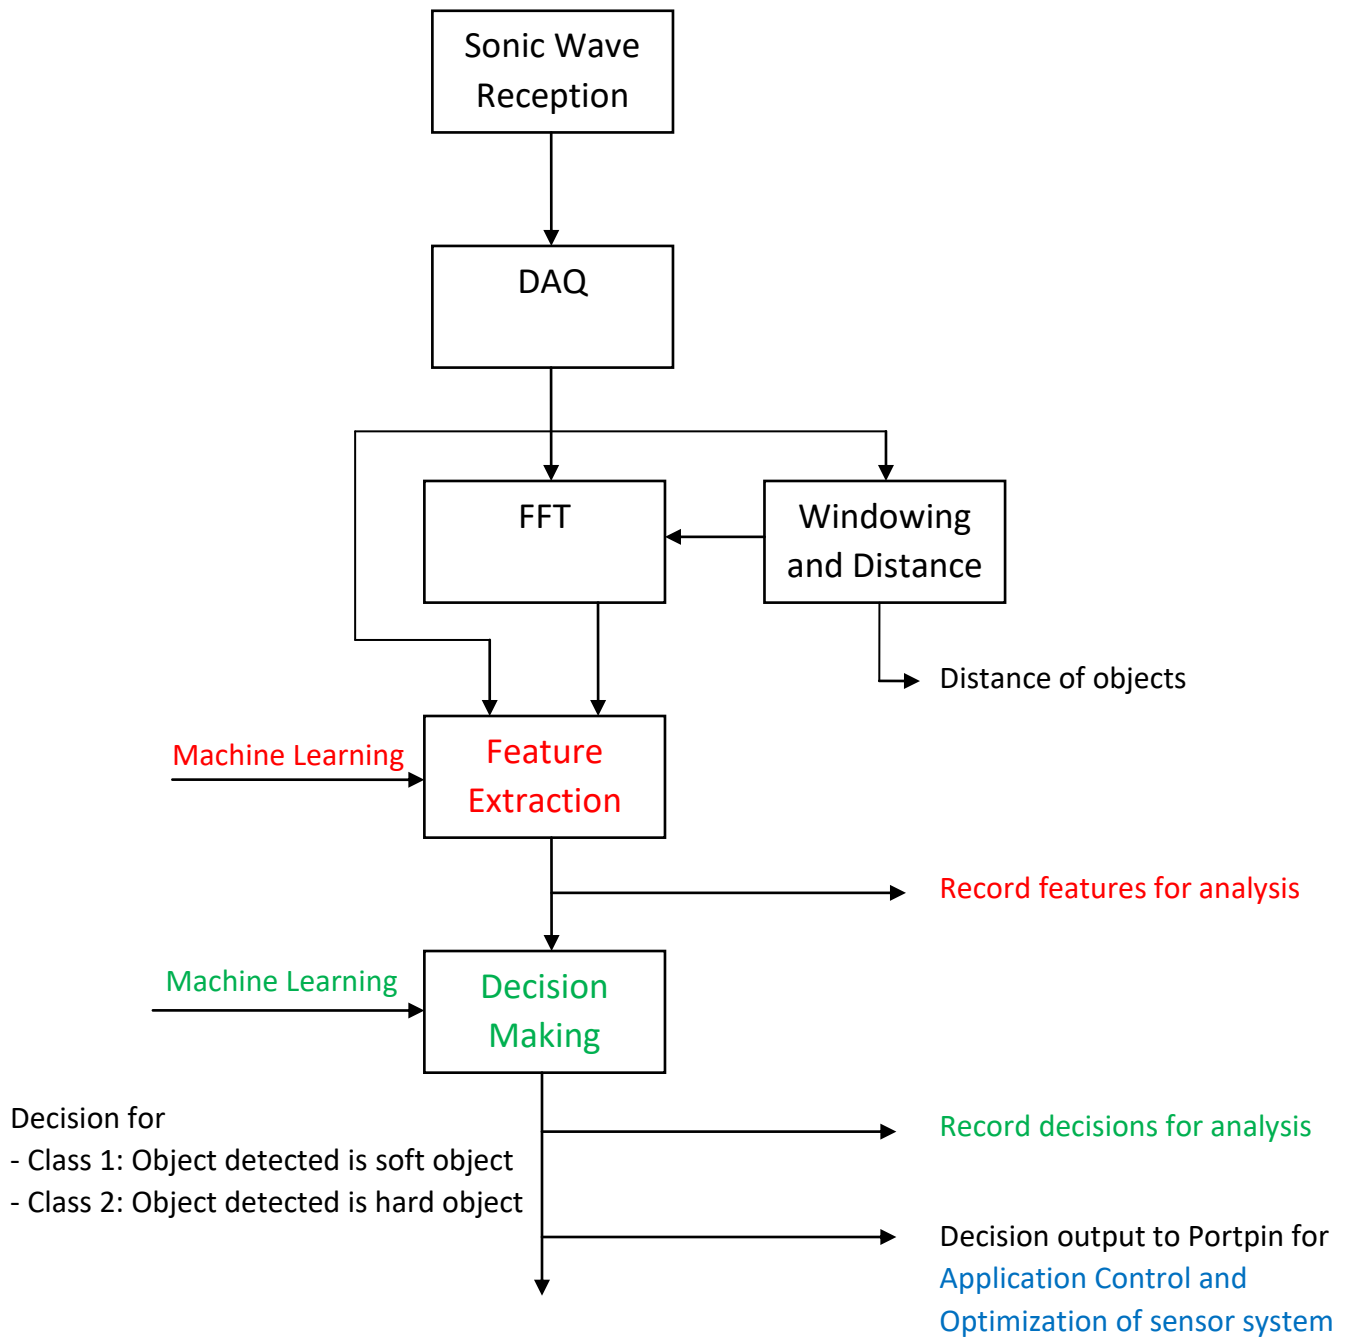 Sonic Wave
Reception
DAQ
FFT
Windowing
and Distance
Distance of objects
Machine Learning
Feature
Extraction
Record features for analysis
Machine Learning
Decision
Making
Decision for
- Class 1: Object detected is soft object
- Class 2: Object detected is hard object
Record decisions for analysis
Decision output to Portpin for
Application Control and
Optimization of sensor system